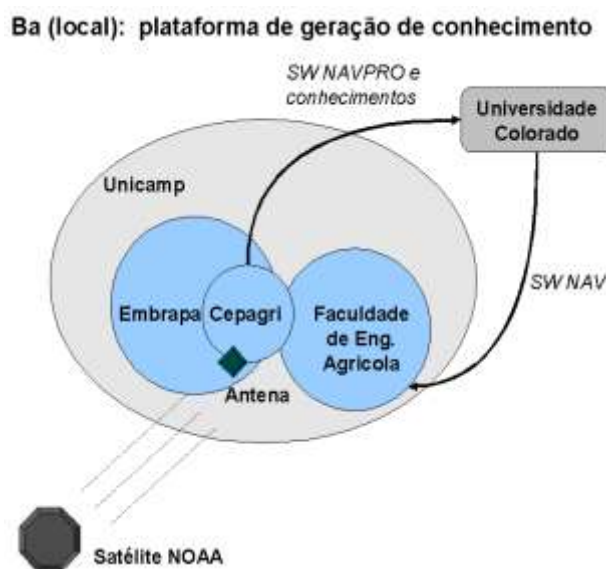 Ba (local): plataforma de geração de conhecimento
SW NAVPRO e
conhecimentos
Universidade
Colorado
Unicamp
SW NAV
Embrapa
Cepagri
Faculdade
de Eng.
Agricola
Antena
Satélite NOAA